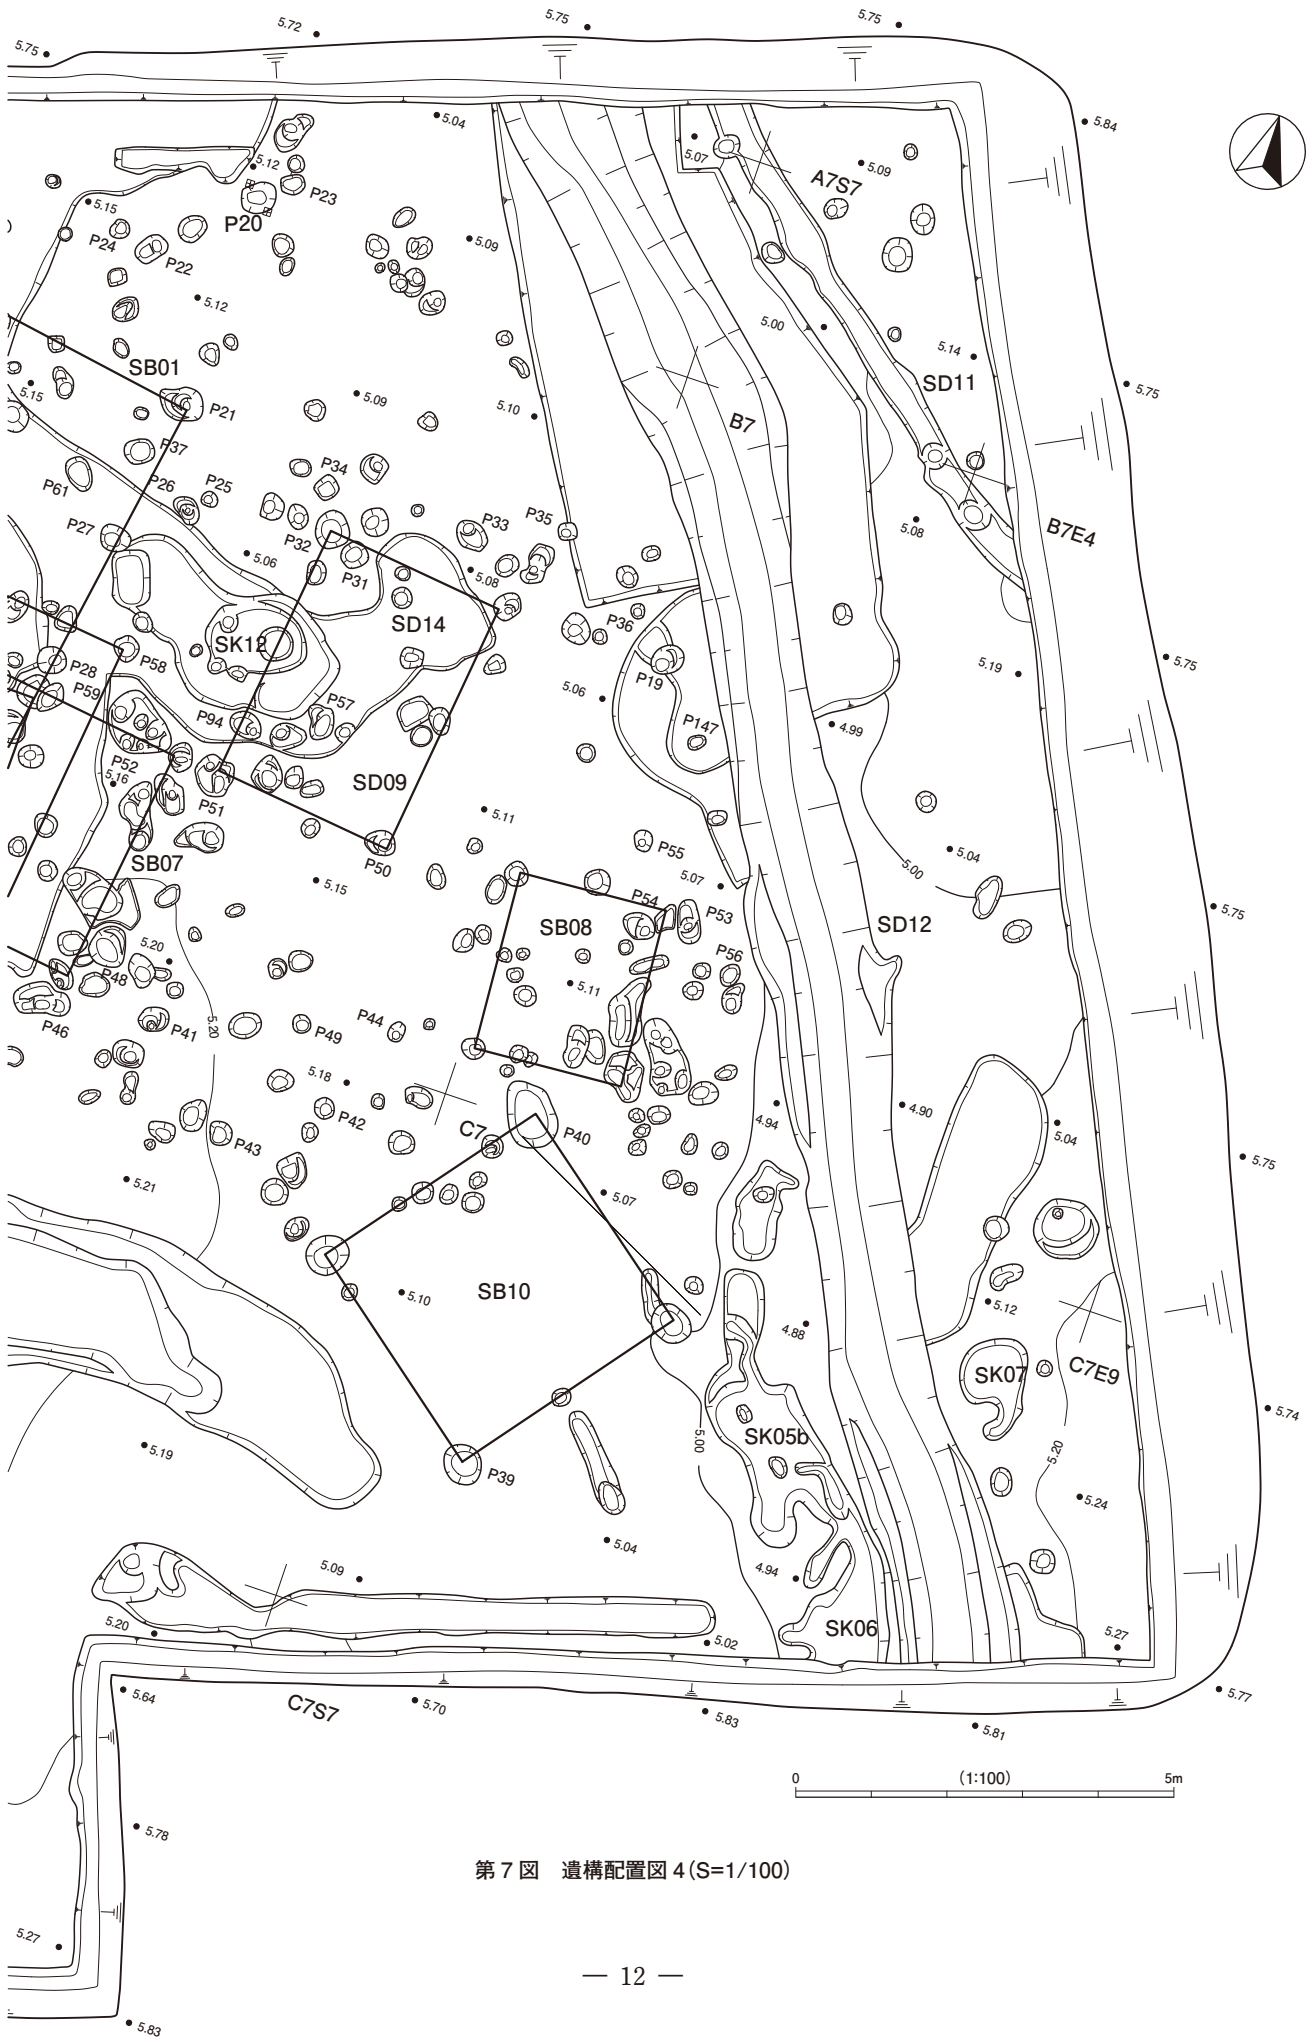 5.72
5.75
5.75
5.75
5.84
5.04
5.12
5.07
5.09
A7S7
P23
P20
5.15
P24
P22
5.09
5.12
5.00
5.14
SB01
SD11
5.15
P21
5.09
5.10
B7
5.75
P37
P61
P26
P25
P34
P27
P32
P33
P35
5.06
P31
5.08
5.08
B7E4
SD14
P36
SK12
P28
P58
P59
P19
5.19
5.75
5.06
P94
P57
P147
4.99
P52
5.16
P51
SD09
5.11
SB07
P50
P55
5.04
5.00
5.15
5.07
P54
P53
SB08
SD12
5.75
P56
5.20
P48
5.11
P46
P41
5.20
P49
P44
5.18
P42
4.94
4.90
5.04
C7
P40
P43
5.75
5.21
5.07
SB10
5.10
5.12
4.88
SK07
C7E9
5.74
5.00
SK05b
5.19
P39
5.20
5.24
5.04
5.09
4.94
5.20
SK06
5.02
5.27
5.64
C7S7
5.70
5.83
5.81
5.77
0 (1:100) 5m
5.78
第7図 遺構配置図4(S=1/100)
5.27
— 12 —
5.83